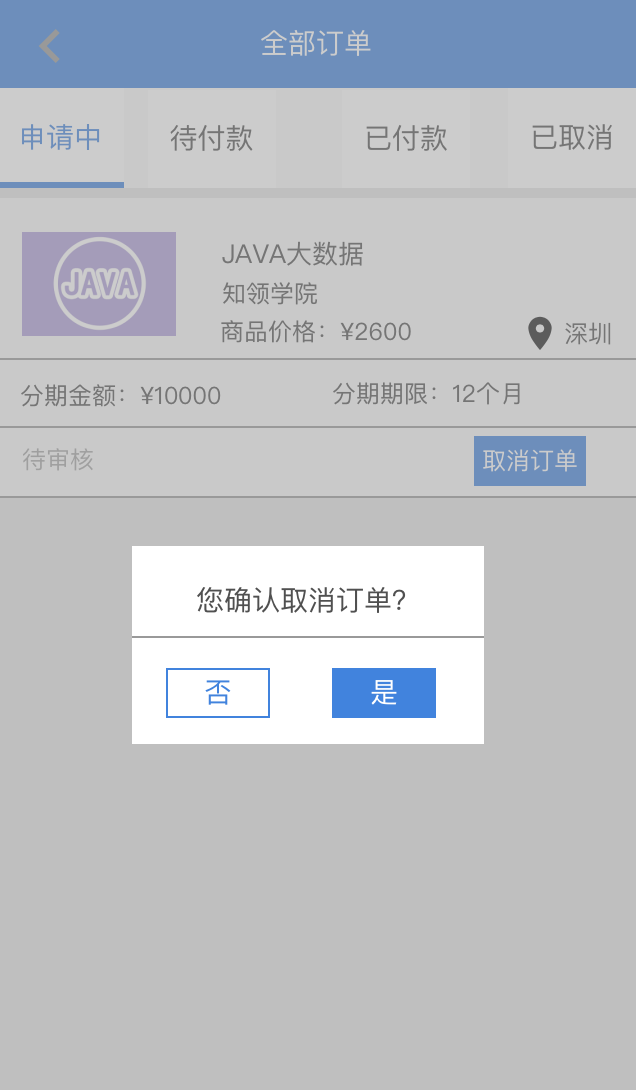 全部订单
申请中 待付款 已付款 已取消
JAVA
JAVA大数据
知领学院
商品价格：¥2600 深圳
分期金额：¥10000 分期期限：12个月
待审核 取消订单
您确认取消订单?
否 是